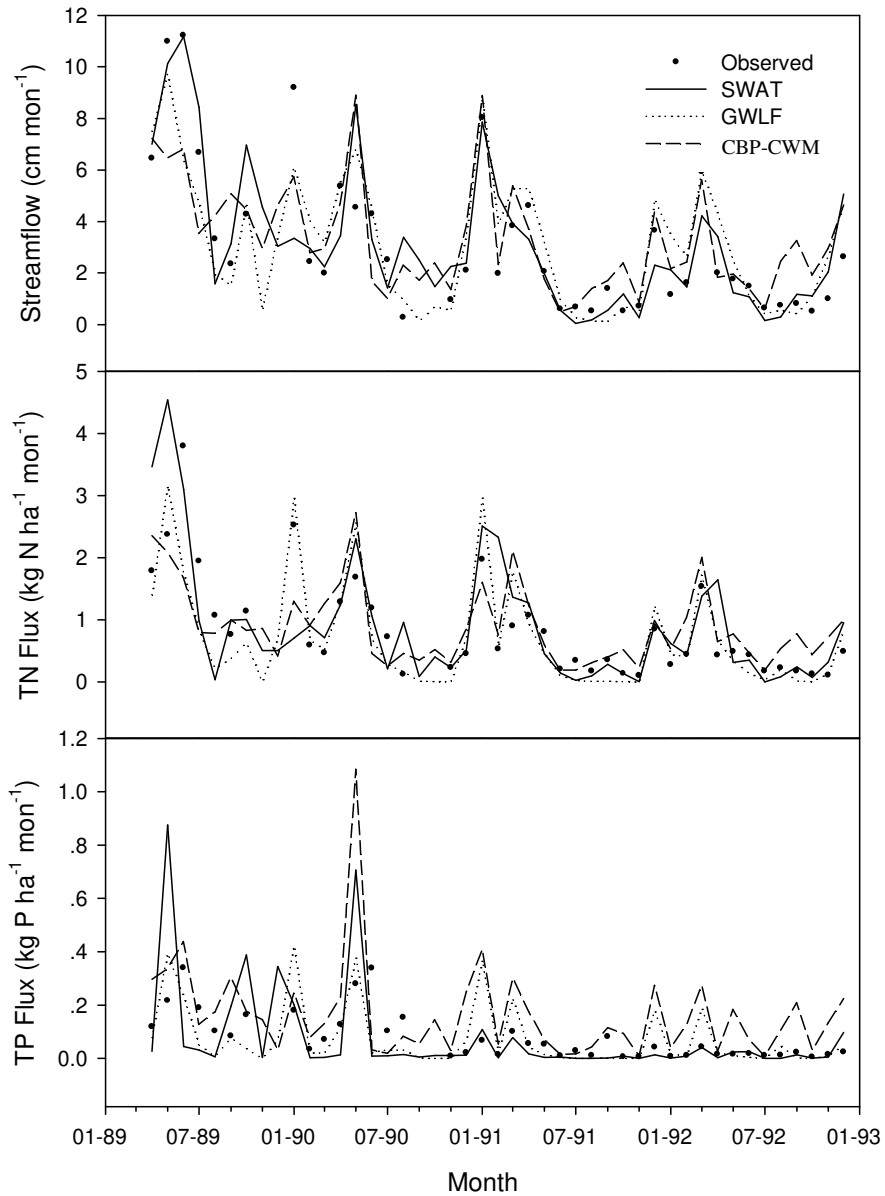 Streamflow (cm mon⁻¹)
12
10
8
6
4
2
0
Observed
SWAT
GWLF
CBP-CWM
TN Flux (kg N ha⁻¹ mon⁻¹)
5
4
3
2
1
0
TP Flux (kg P ha⁻¹ mon⁻¹)
1.2
1.0
.8
.6
.4
.2
0.0
01-89 07-89 01-90 07-90 01-91 07-91 01-92 07-92 01-93
Month